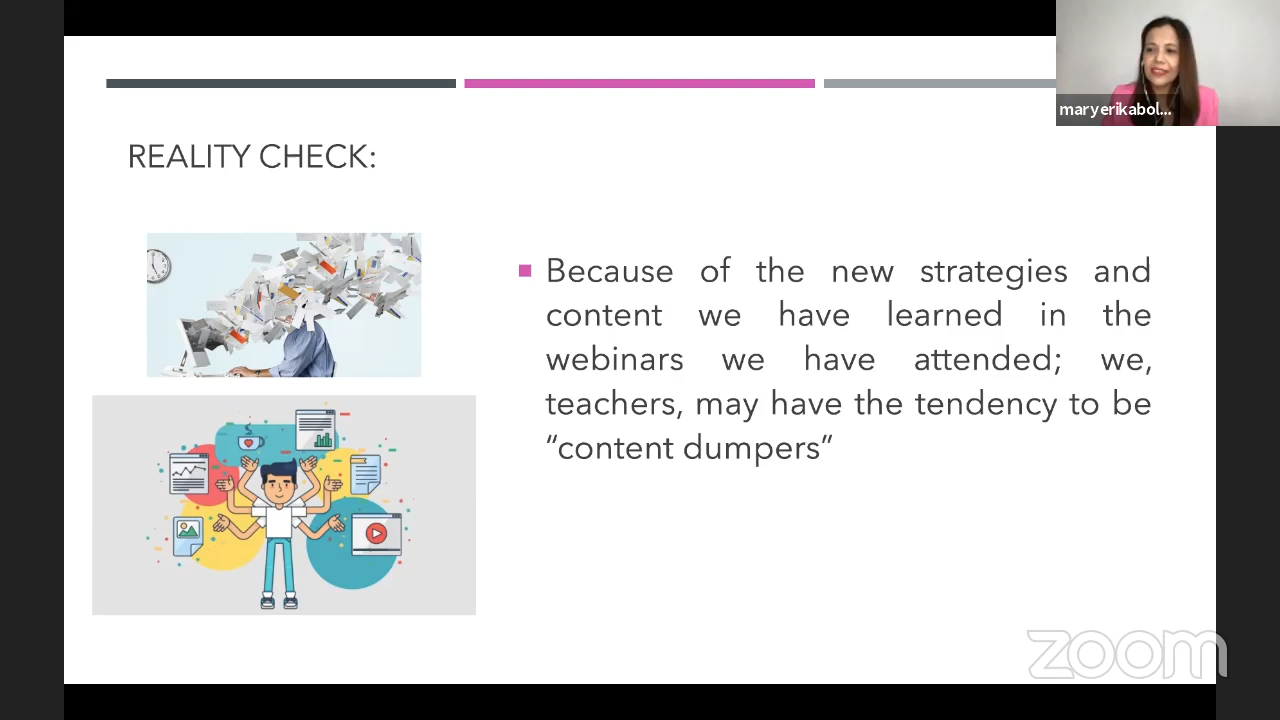 maryerikabol...
REALITY CHECK:
Because of the new strategies and
content we have learned in the
webinars we have attended; we,
teachers, may have the tendency to be
“content dumpers”
zoom